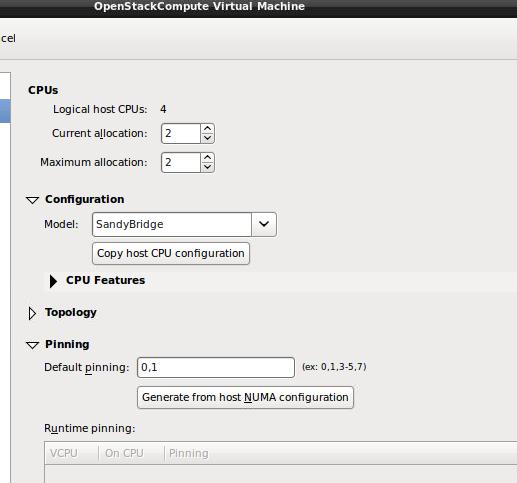 OpenStackCompute Virtual Machine
cel
CPUs
Logical host CPUs: 4
Current allocation: 2
Maximum allocation: 2
Configuration
Model: SandyBridge
Copy host CPU configuration
CPU Features
Topology
Pinning
Default pinning: 0,1 (ex: 0,1,3-5,7)
Generate from host NUMA configuration
Runtime pinning:
VCPU On CPU Pinning